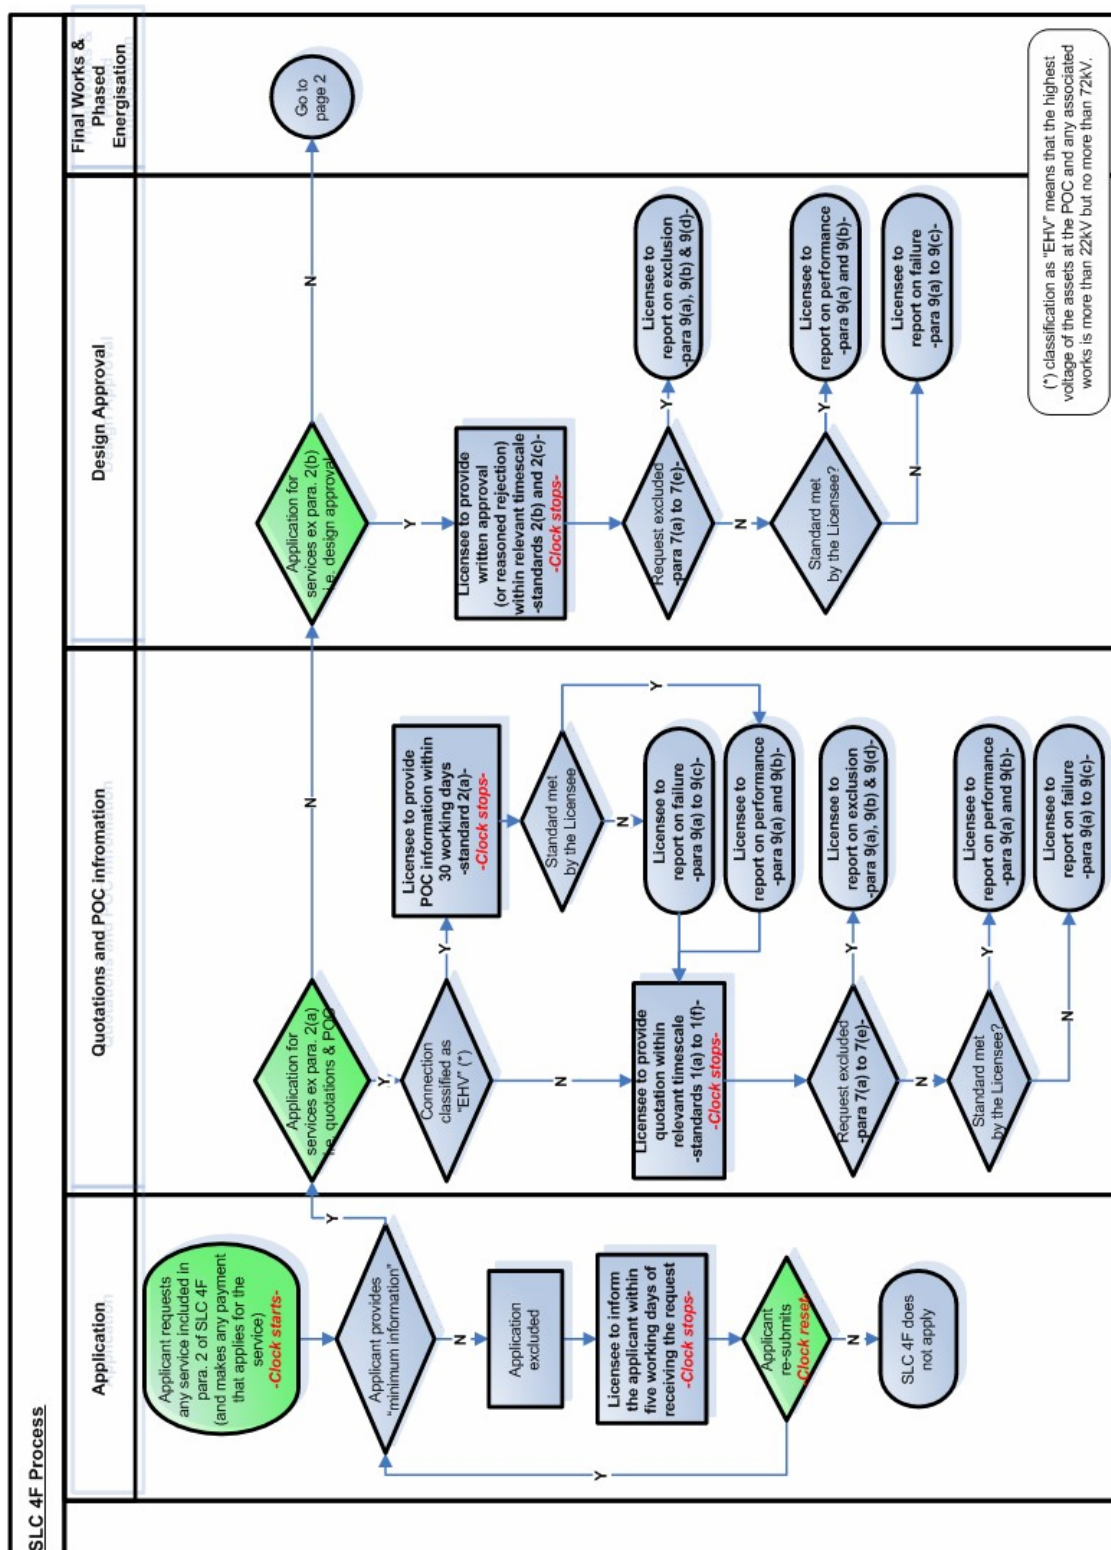 SLC 4F Process
Application
Quotations and POC infromation
Design Approval
Final Works &
Phased
Energisation
Applicant requests
any service included in
para. 2 of SLC 4F
(and makes any payment
that applies for the
service)
-Clock starts-
Applicant provides
"minimum information"
Y
N
Application
excluded
Licensee to inform
the applicant within
five working days of
receiving the request
-Clock stops-
Applicant
re-submits
-Clock reset-
Y
N
SLC 4F does
not apply
Application for
services ex para. 2(a)
i.e. quotations & POC
N
Y
Connection
classified as
"EHV" (*)
Y
N
Licensee to provide
POC information within
30 working days
-standard 2(a)-
-Clock stops-
Standard met
by the Licensee
Y
N
Licensee to
report on failure
-para 9(a) to 9(c)-
Licensee to
report on performance
-para 9(a) and 9(b)-
Licensee to provide
quotation within
relevant timescale
-standards 1(a) to 1(f)-
-Clock stops-
Request excluded
-para 7(a) to 7(e)-
Y
N
Licensee to
report on exclusion
-para 9(a), 9(b) & 9(d)-
Standard met
by the Licensee?
Y
N
Licensee to
report on performance
-para 9(a) and 9(b)-
Licensee to
report on failure
-para 9(a) to 9(c)-
Application for
services ex para. 2(b)
i.e. design approval
N
Y
Licensee to provide
written approval
(or reasoned rejection)
within relevant timescale
-standards 2(b) and 2(c)-
-Clock stops-
Request excluded
-para 7(a) to 7(e)-
Y
N
Licensee to
report on exclusion
-para 9(a), 9(b) & 9(d)-
Standard met
by the Licensee?
Y
N
Licensee to
report on performance
-para 9(a) and 9(b)-
Licensee to
report on failure
-para 9(a) to 9(c)-
Go to
page 2
(*) classification as "EHV" means that the highest
voltage of the assets at the POC and any associated
works is more than 22kV but no more than 72kV.